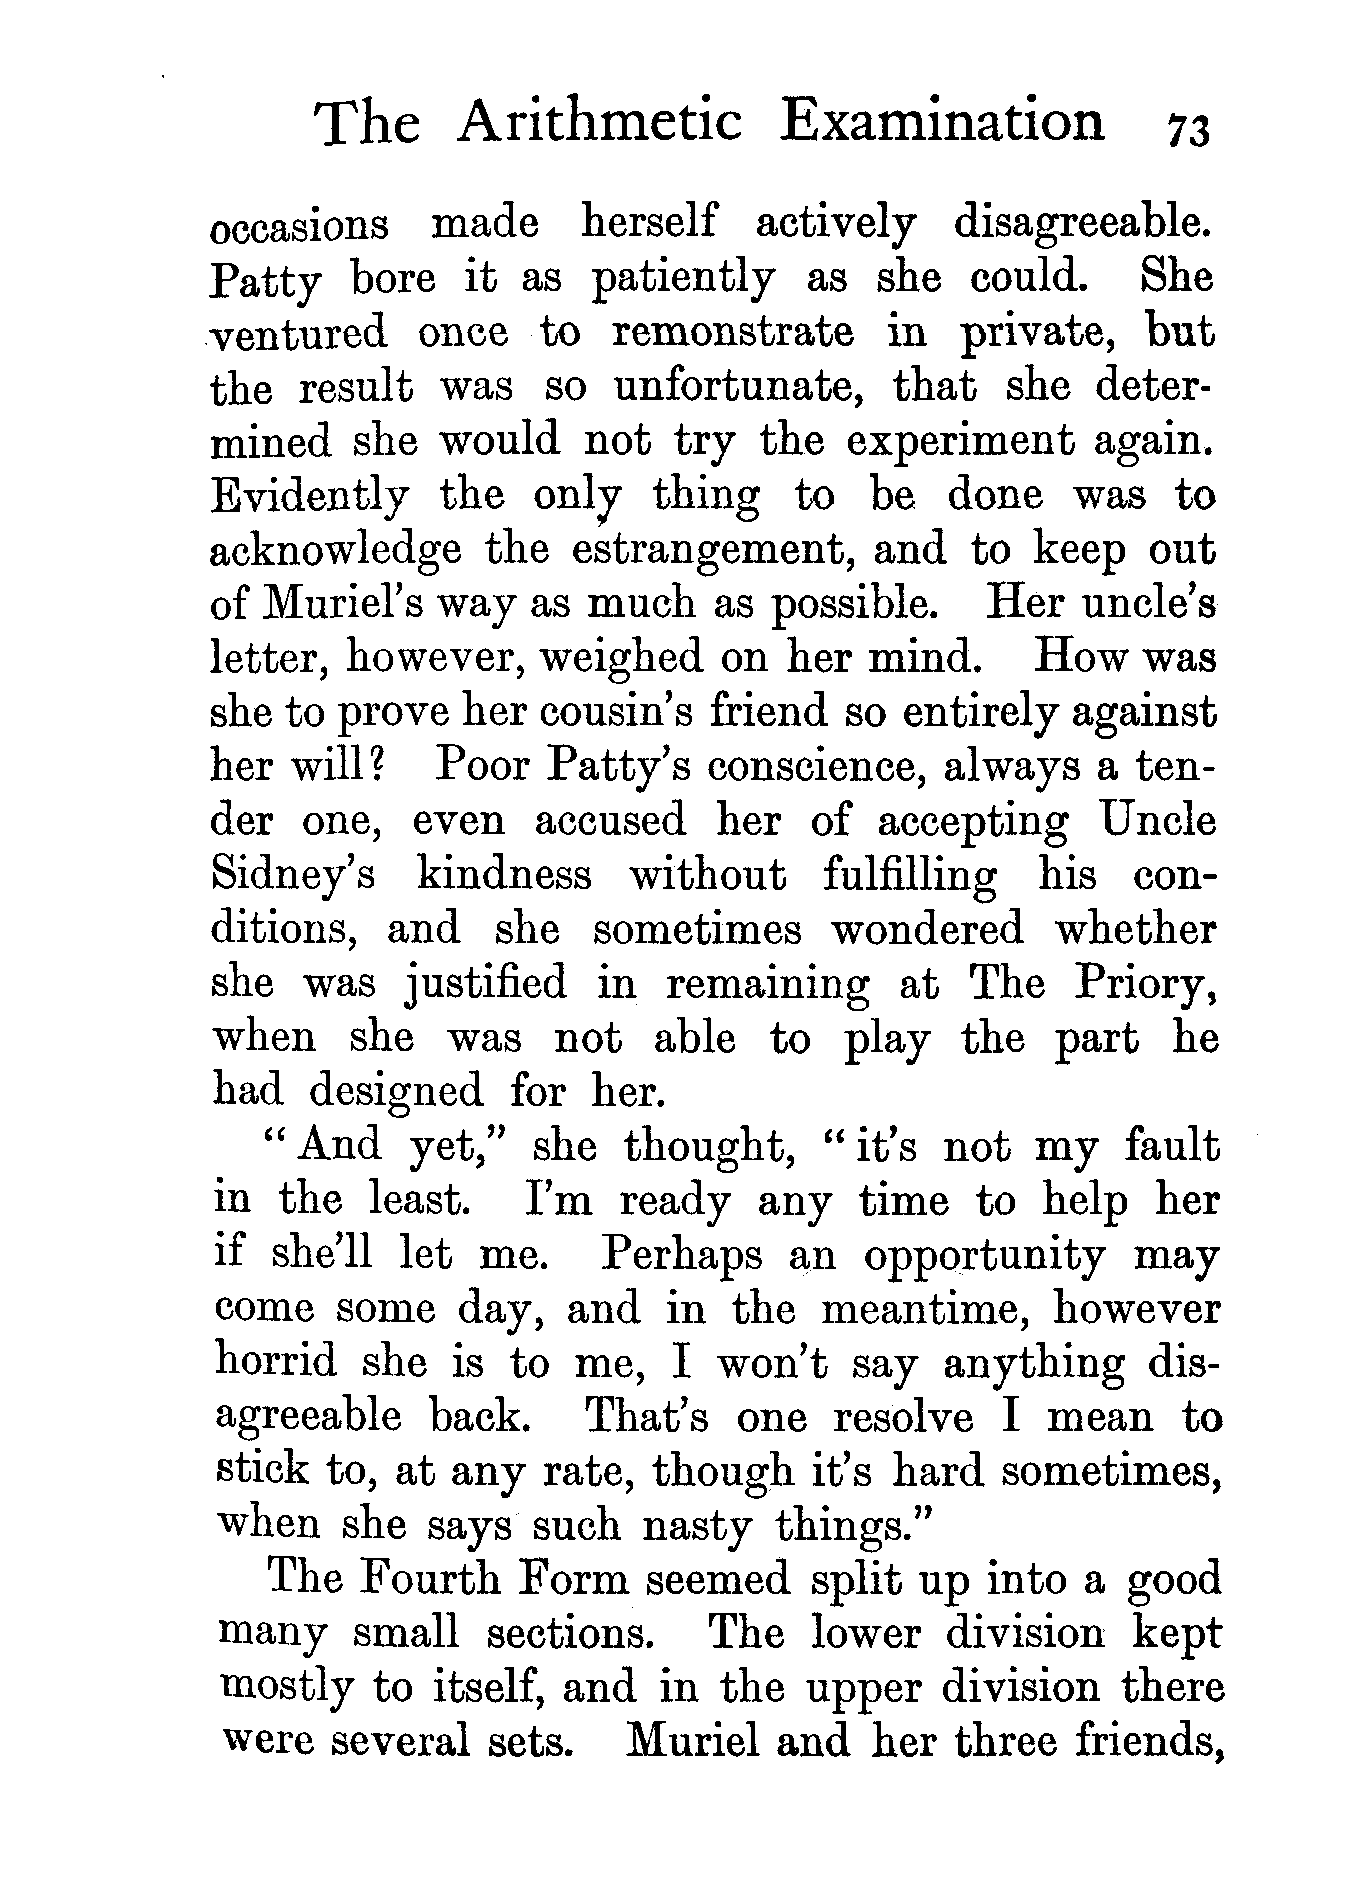 The Arithmetic Examination 73
occasions made herself actively disagreeable.
Patty bore it as patiently as she could. She
ventured once to remonstrate in private, but
the result was so unfortunate, that she deter-
mined she would not try the experiment again.
Evidently the only thing to be done was to
acknowledge the estrangement, and to keep out
of Muriel's way as much as possible. Her uncle's
letter, however, weighed on her mind. How was
she to prove her cousin's friend so entirely against
her will? Poor Patty's conscience, always a ten-
der one, even accused her of accepting Uncle
Sidney's kindness without fulfilling his con-
ditions, and she sometimes wondered whether
she was justified in remaining at The Priory,
when she was not able to play the part he
had designed for her.
“And yet,” she thought, “it's not my fault
in the least. I'm ready any time to help her
if she'll let me. Perhaps an opportunity may
come some day, and in the meantime, however
horrid she is to me, I won't say anything dis-
agreeable back. That's one resolve I mean to
stick to, at any rate, though it's hard sometimes,
when she says such nasty things.”
The Fourth Form seemed split up into a good
many small sections. The lower division kept
mostly to itself, and in the upper division there
were several sets. Muriel and her three friends,